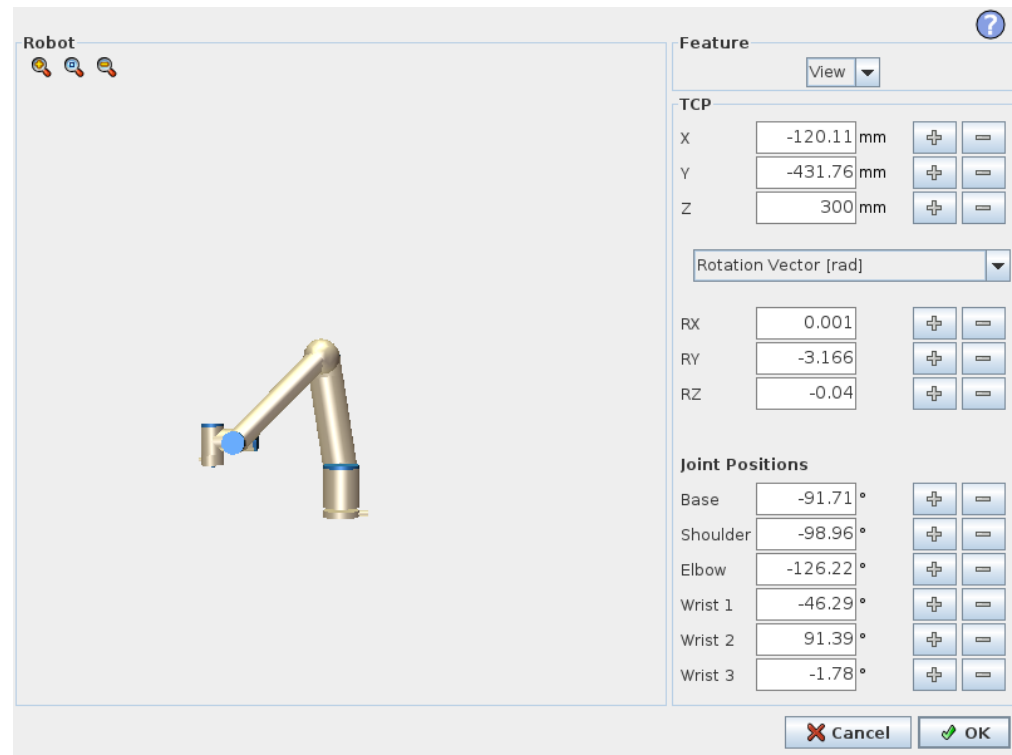 Robot
Feature
View
TCP
X -120.11 mm
Y -431.76 mm
Z 300 mm
Rotation Vector [rad]
RX 0.001
RY -3.166
RZ -0.04
Joint Positions
Base -91.71 °
Shoulder -98.96 °
Elbow -126.22 °
Wrist 1 -46.29 °
Wrist 2 91.39 °
Wrist 3 -1.78 °
Cancel OK